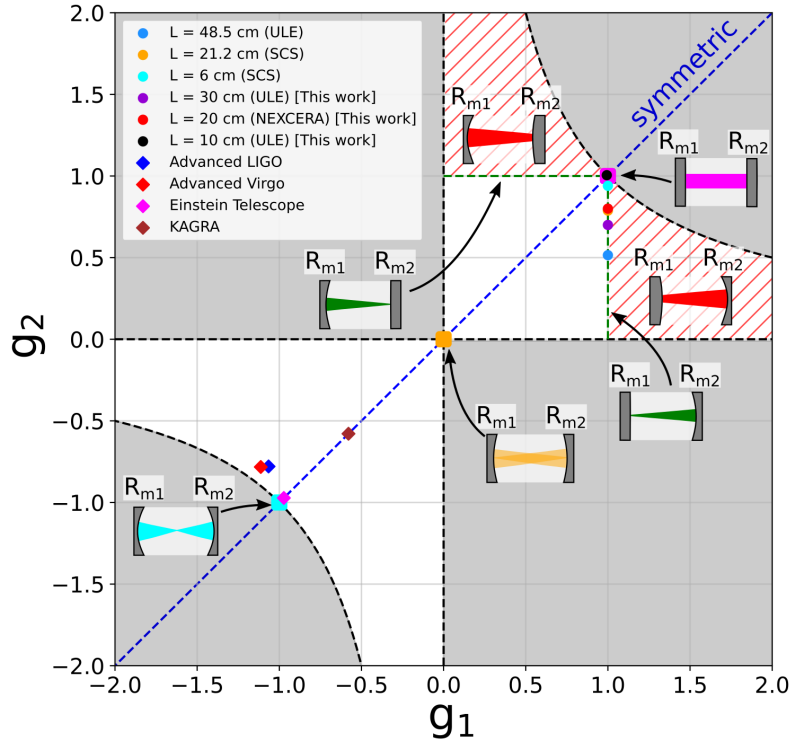 2.0
1.5
1.0
0.5
0.0
−0.5
−1.0
−1.5
−2.0
g2
L = 48.5 cm (ULE)
L = 21.2 cm (SCS)
L = 6 cm (SCS)
L = 30 cm (ULE) [This work]
L = 20 cm (NEXCERA) [This work]
L = 10 cm (ULE) [This work]
Advanced LIGO
Advanced Virgo
Einstein Telescope
KAGRA
symmetric
Rm1 Rm2
Rm1 Rm2
Rm1 Rm2
Rm1 Rm2
Rm1 Rm2
Rm1 Rm2
Rm1 Rm2
−2.0 −1.5 −1.0 −0.5 0.0 0.5 1.0 1.5 2.0
g1